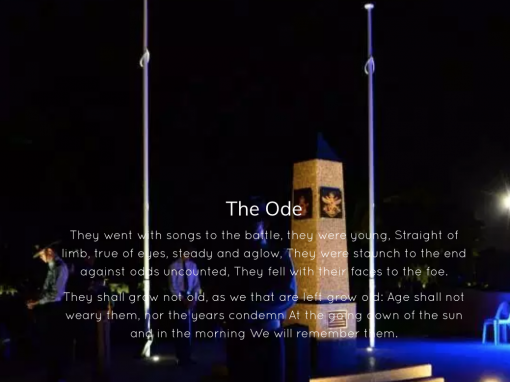 The Ode
They went with songs to the battle, they were young, Straight of
limb, true of eyes, steady and aglow, They were staunch to the end
against odds uncounted, They fell with their faces to the foe.
They shall grow not old, as we that are left grow old: Age shall not
weary them, nor the years condemn At the going down of the sun
and in the morning We will remember them.